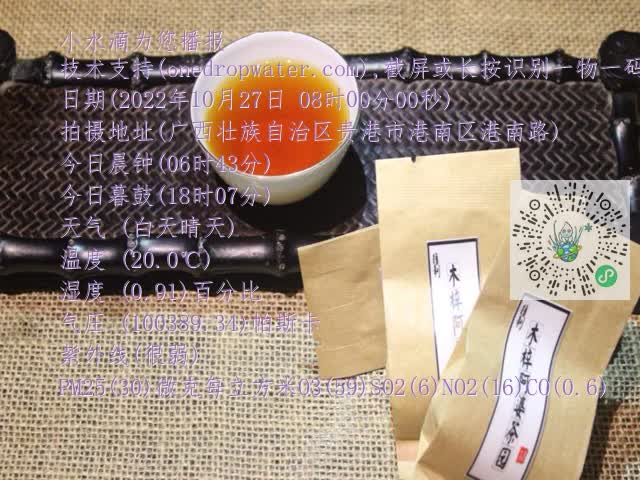 小水滴为您播报
技术支持(onedropwater.com),截屏或长按识别一物一码
日期(2022年10月27日 08时00分00秒)
拍摄地址(广西壮族自治区贵港市港南区港南路)
今日晨钟(06时43分)
今日暮鼓(18时07分)
天气 (白天晴天)
温度 (20.0℃)
湿度 (0.91)百分比
气压 (100389.34)帕斯卡
紫外线(很弱)
PM25(30)微克每立方米O3(59)SO2(6)NO2(16)CO(0.6)
木梓阿
木梓阿婆茶园